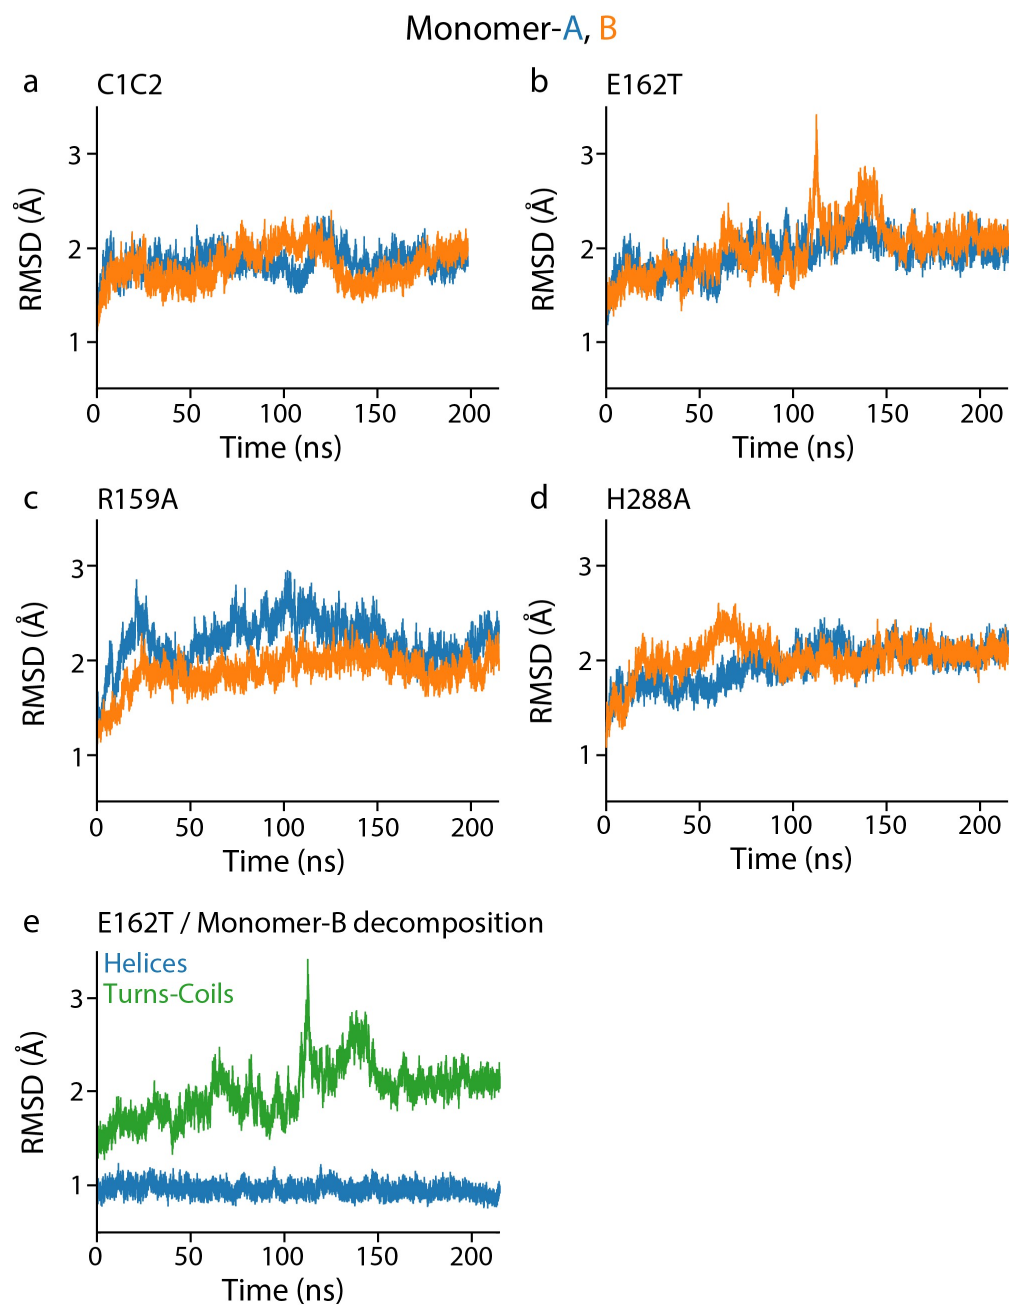 Monomer-A, B
a C1C2
RMSD (Å)
3
2
1
0 50 100 150 200
Time (ns)
b E162T
RMSD (Å)
3
2
1
0 50 100 150 200
Time (ns)
c R159A
RMSD (Å)
3
2
1
0 50 100 150 200
Time (ns)
d H288A
RMSD (Å)
3
2
1
0 50 100 150 200
Time (ns)
e E162T / Monomer-B decomposition
Helices
Turns-Coils
RMSD (Å)
3
2
1
0 50 100 150 200
Time (ns)